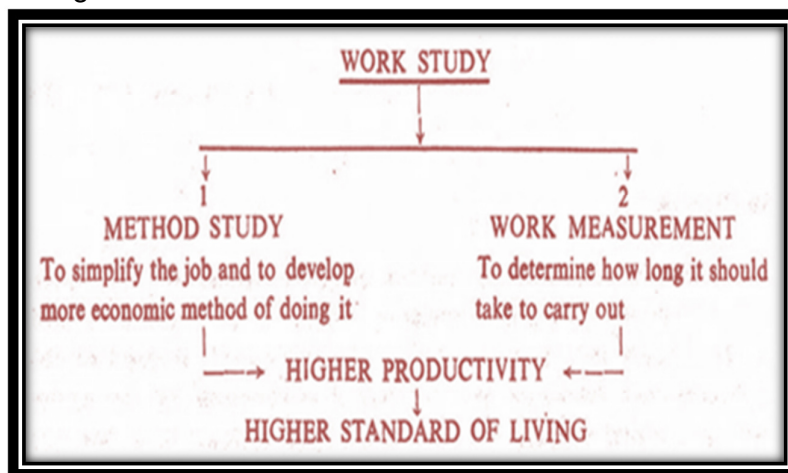 WORK STUDY
1
METHOD STUDY
To simplify the job and to develop
more economic method of doing it
2
WORK MEASUREMENT
To determine how long it should
take to carry out
HIGHER PRODUCTIVITY
HIGHER STANDARD OF LIVING